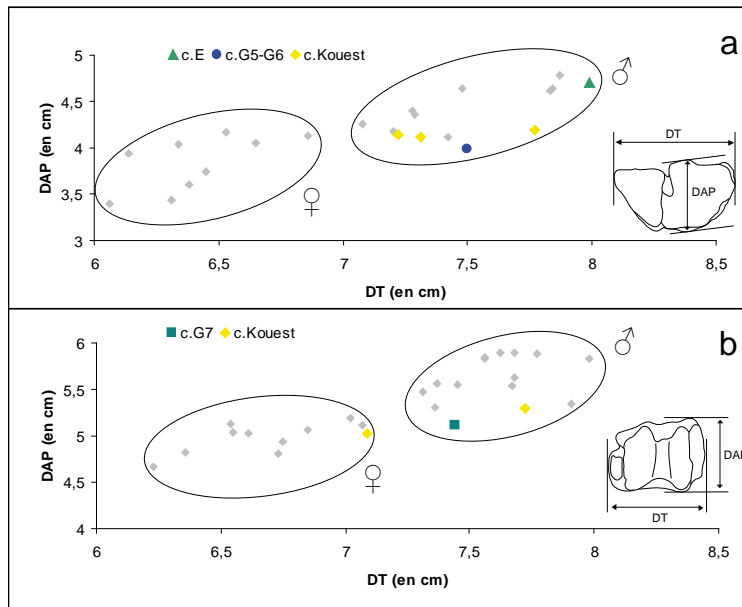 a
c.E c.G5-G6 c.Kouest
♂
5
4,5
4
3,5
3
DAP (en cm)
♀
DT
DAP
6 6,5 7 7,5 8 8,5
DT (en cm)
b
c.G7 c.Kouest
♂
6
5,5
5
4,5
4
DAP (en cm)
♀
DA
DT
6 6,5 7 7,5 8 8,5
DT (en cm)